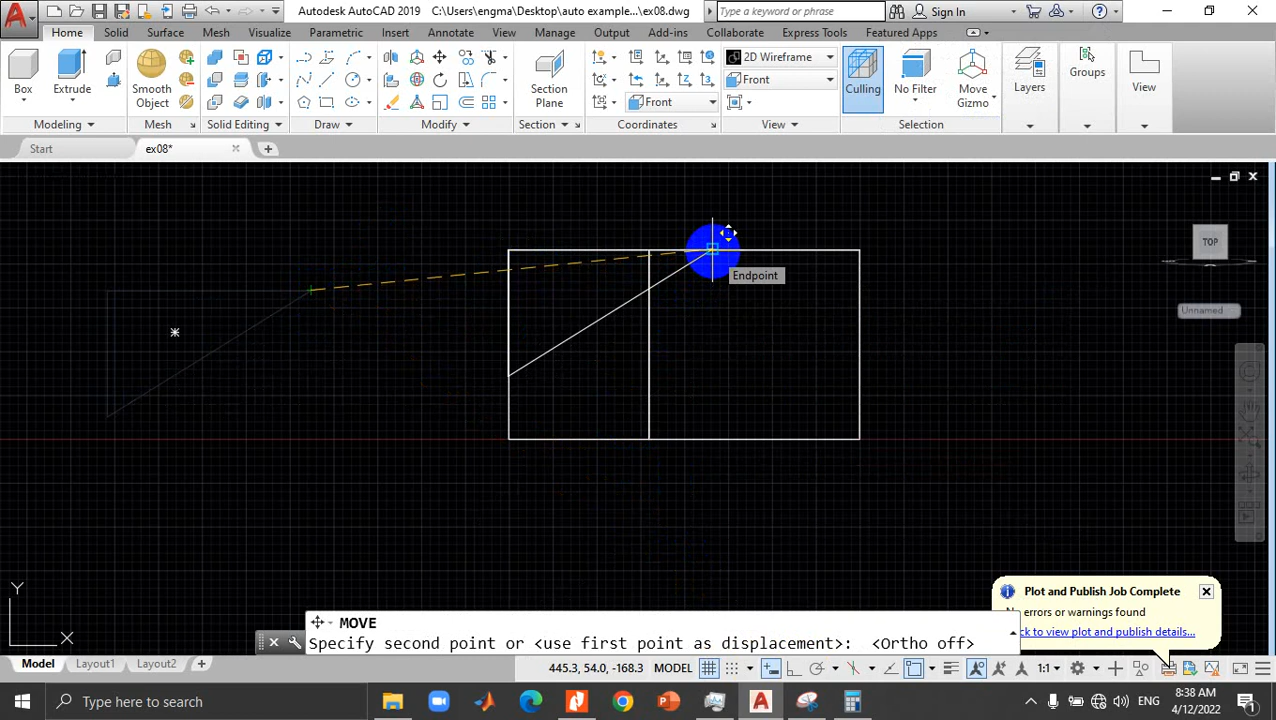 Autodesk AutoCAD 2019 C:\Users\engma\Desktop\auto example...\ex08.dwg
Type a keyword or phrase
Sign In
Home Solid Surface Mesh Visualize Parametric Insert Annotate View Manage Output Add-ins Collaborate Express Tools Featured Apps
Box
Extrude
Smooth
Object
Section
Plane
2D Wireframe
Front
Front
Culling
No Filter
Move
Gizmo
Layers
Groups
View
Modeling Mesh Solid Editing Draw Modify Section Coordinates View Selection
Start
ex08*
TOP
Endpoint
Unnamed
Y
X
Plot and Publish Job Complete
No errors or warnings found
ck to view plot and publish details...
MOVE
Specify second point or <use first point as displacement>: <Ortho off>
Model Layout1 Layout2
445.3, 54.0, -168.3 MODEL
1:1
Type here to search
ENG
8:38 AM
4/12/2022
1